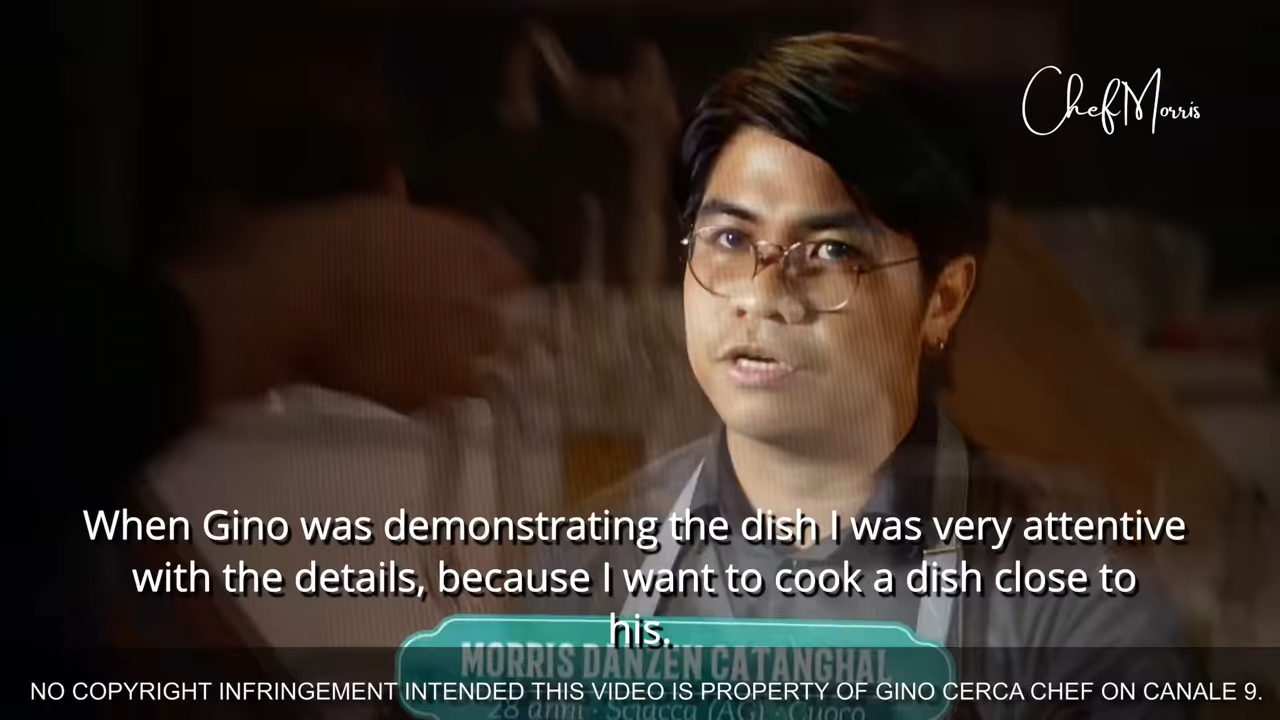 Chef Morris
When Gino was demonstrating the dish I was very attentive
with the details, because I want to cook a dish close to
his.
MORRIS DANZEN CATANGHAL
NO COPYRIGHT INFRINGEMENT INTENDED THIS VIDEO IS PROPERTY OF GINO CERCA CHEF ON CANALE 9.
28 anni · Sciacca (AG) · Cuoco